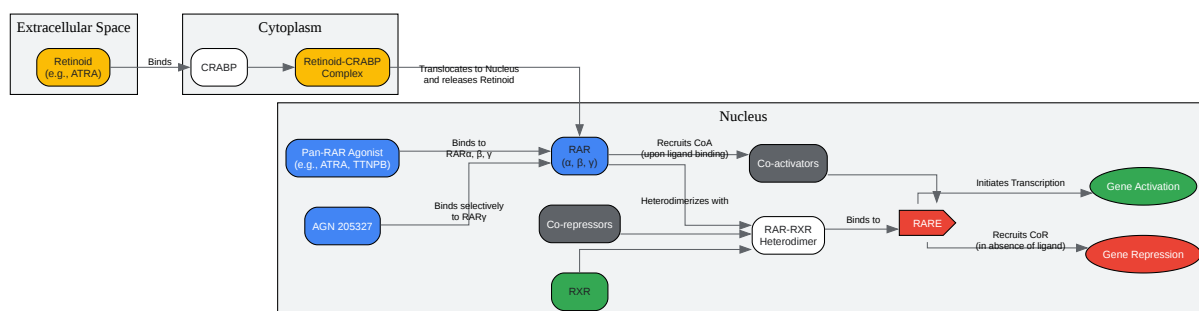 Extracellular Space
Cytoplasm
Retinoid
(e.g., ATRA)
Binds
CRABP
Retinoid-CRABP
Complex
Translocates to Nucleus
and releases Retinoid
Nucleus
Pan-RAR Agonist
(e.g., ATRA, TTNPB)
Binds to
RARα, β, γ
RAR
(α, β, γ)
Recruits CoA
(upon ligand binding)
Co-activators
AGN 205327
Binds selectively
to RARγ
Heterodimerizes with
Co-repressors
RXR
RAR-RXR
Heterodimer
Binds to
RARE
Initiates Transcription
Gene Activation
Recruits CoR
(in absence of ligand)
Gene Repression